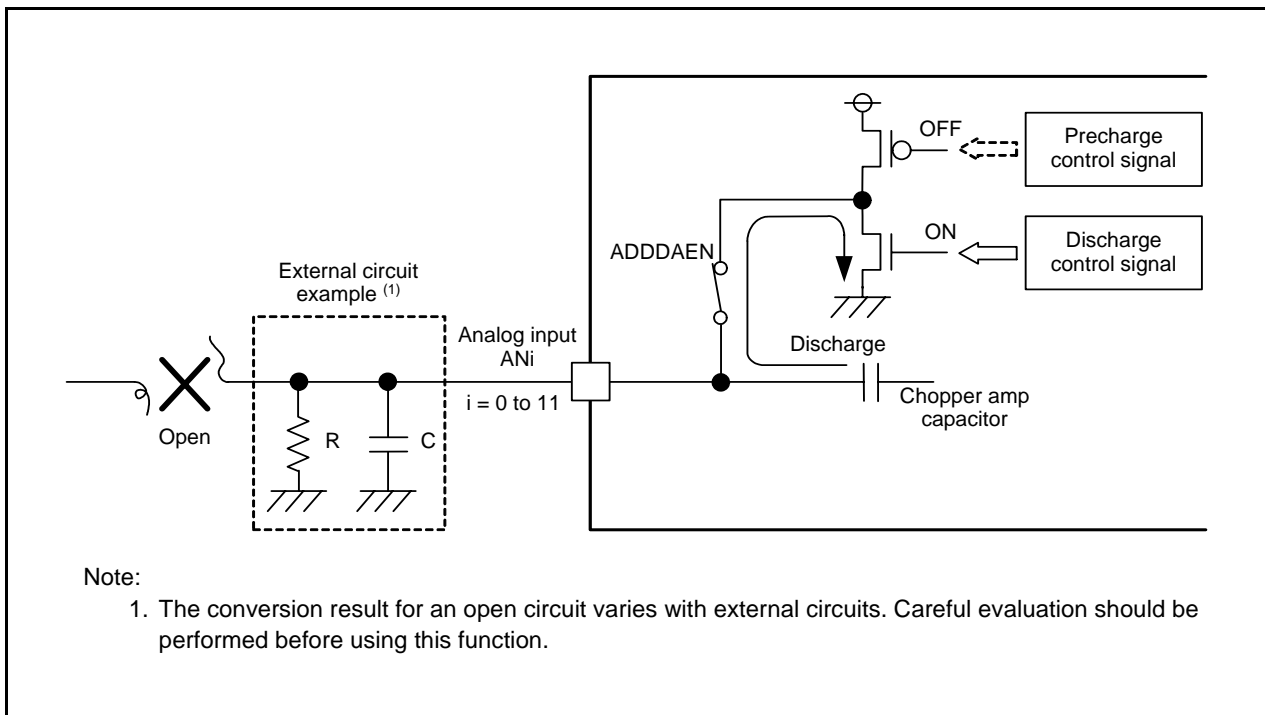 OFF
Precharge
control signal
ON
Discharge
control signal
ADDDAEN
External circuit
example (1)
Analog input
ANi
i = 0 to 11
Discharge
Chopper amp
capacitor
Open
R
C
Note:
1. The conversion result for an open circuit varies with external circuits. Careful evaluation should be
performed before using this function.